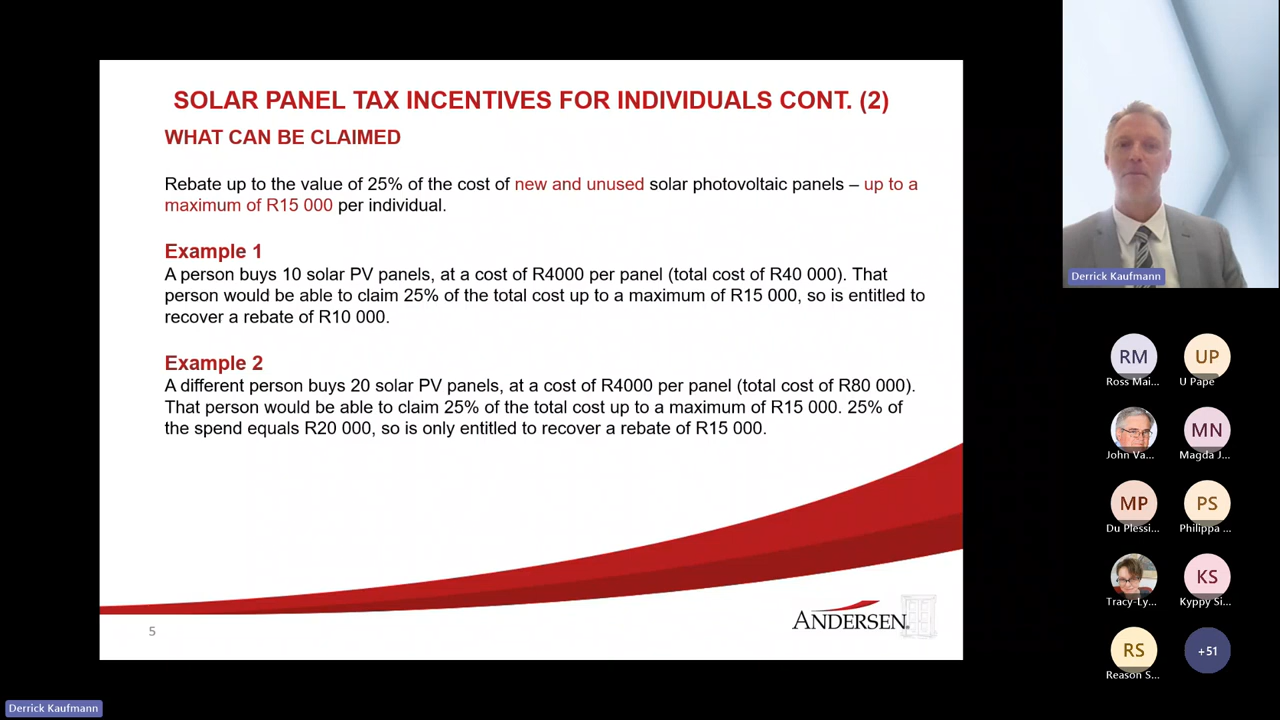 SOLAR PANEL TAX INCENTIVES FOR INDIVIDUALS CONT. (2)
WHAT CAN BE CLAIMED
Rebate up to the value of 25% of the cost of new and unused solar photovoltaic panels – up to a
maximum of R15 000 per individual.
Example 1
A person buys 10 solar PV panels, at a cost of R4000 per panel (total cost of R40 000). That
person would be able to claim 25% of the total cost up to a maximum of R15 000, so is entitled to
recover a rebate of R10 000.
Example 2
A different person buys 20 solar PV panels, at a cost of R4000 per panel (total cost of R80 000).
That person would be able to claim 25% of the total cost up to a maximum of R15 000. 25% of
the spend equals R20 000, so is only entitled to recover a rebate of R15 000.
5
ANDERSEN®
Derrick Kaufmann
RM
Ross Mai...
UP
U Pape
John Va...
MN
Magda J...
MP
Du Plessi...
PS
Philippa ...
Tracy-Ly...
KS
Kyppy Si...
RS
Reason S...
+51
Derrick Kaufmann